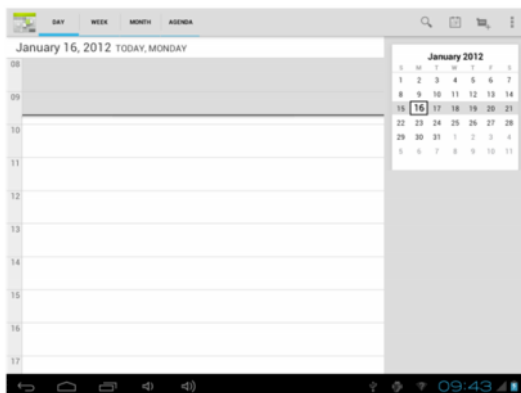 DAY WEEK MONTH AGENDA
January 16, 2012 TODAY, MONDAY
08
09
10
11
12
13
14
15
16
17
January 2012
S M T W T F S
1 2 3 4 5 6 7
8 9 10 11 12 13 14
15 16 17 18 19 20 21
22 23 24 25 26 27 28
29 30 31 1 2 3 4
5 6 7 8 9 10 11
09:43